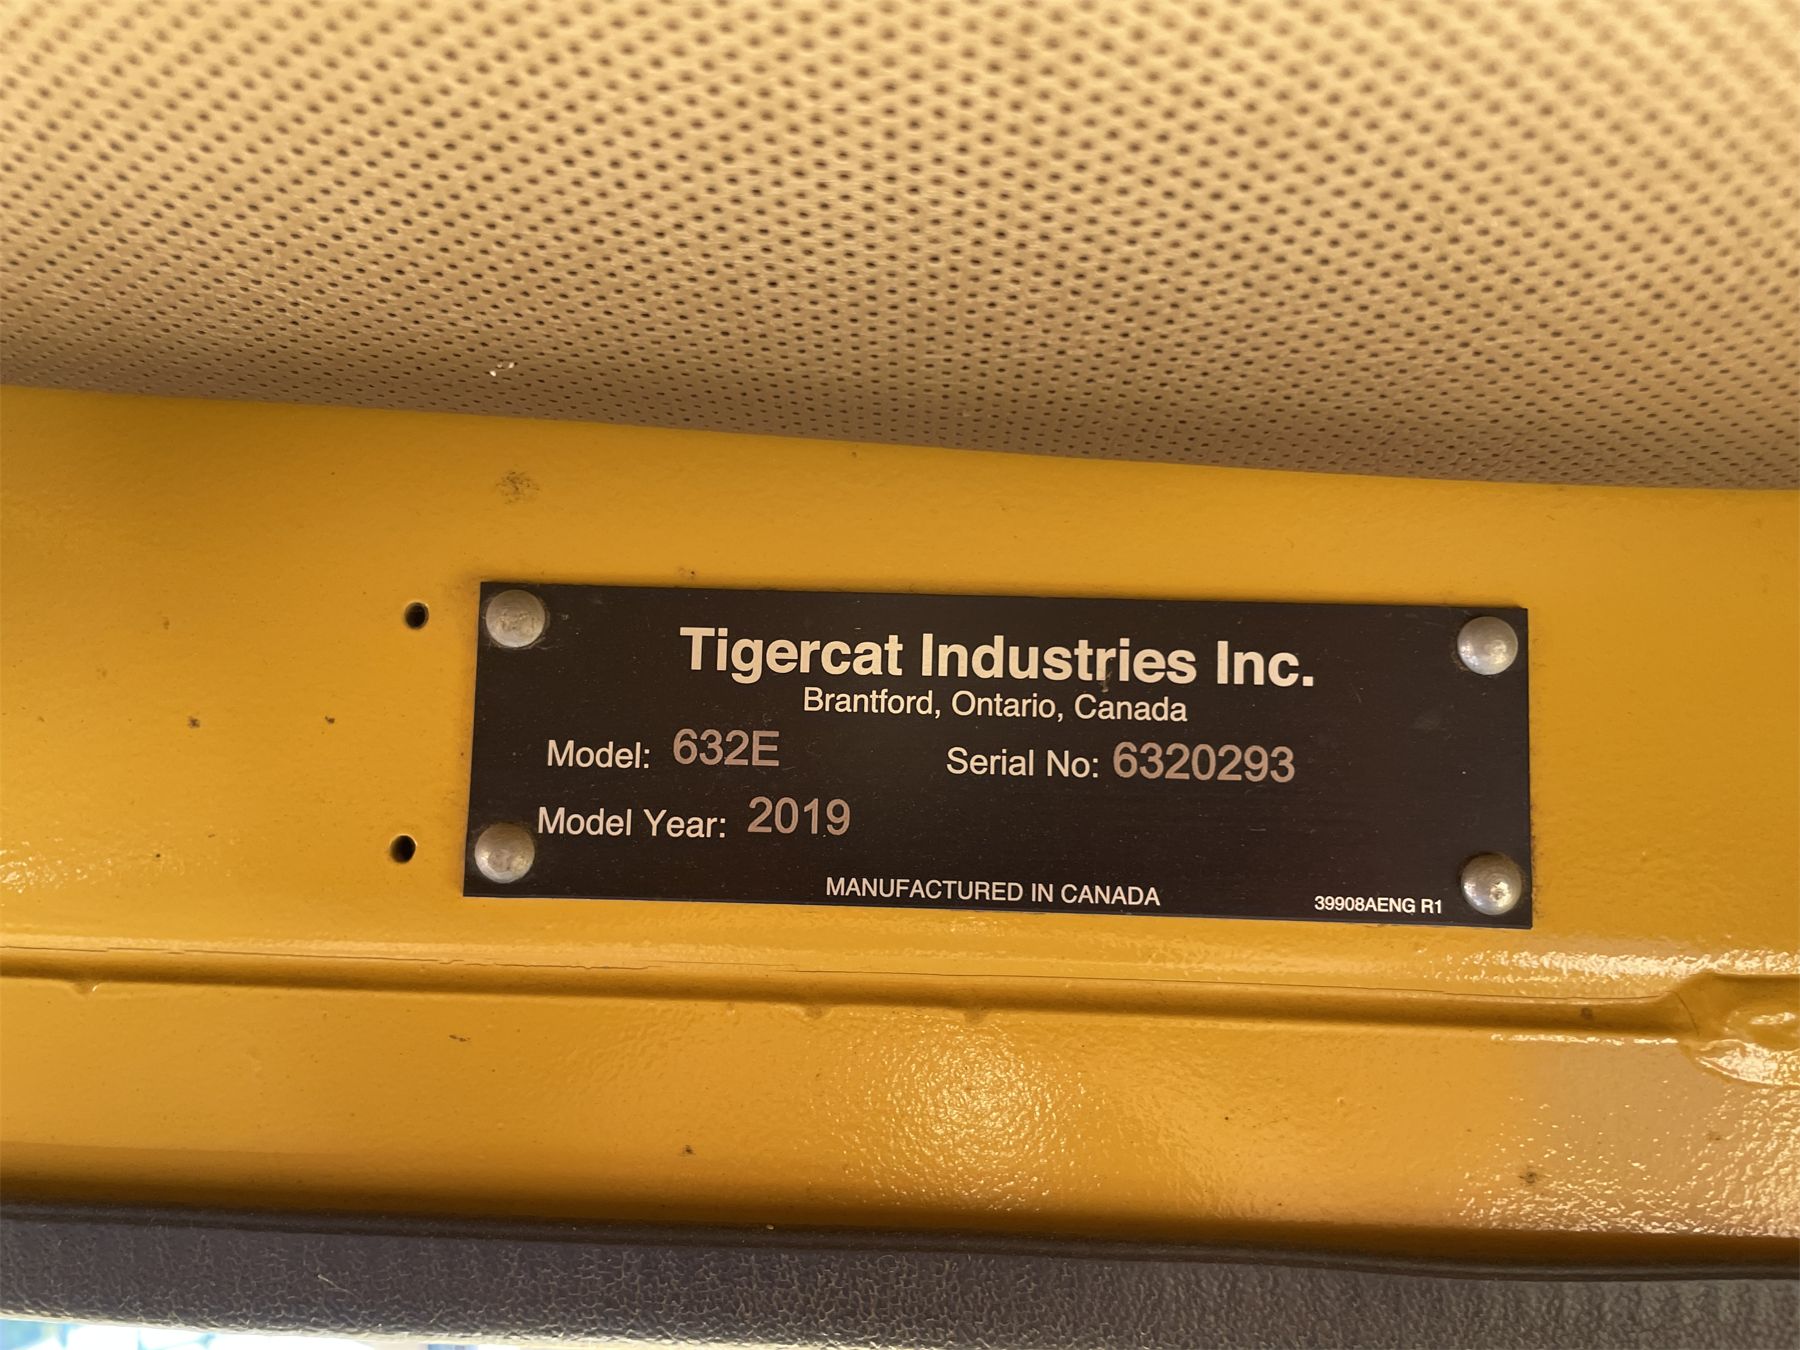 Tigercat Industries Inc.
Brantford, Ontario, Canada
Model: 632E Serial No: 6320293
Model Year: 2019
MANUFACTURED IN CANADA 39908AENG R1